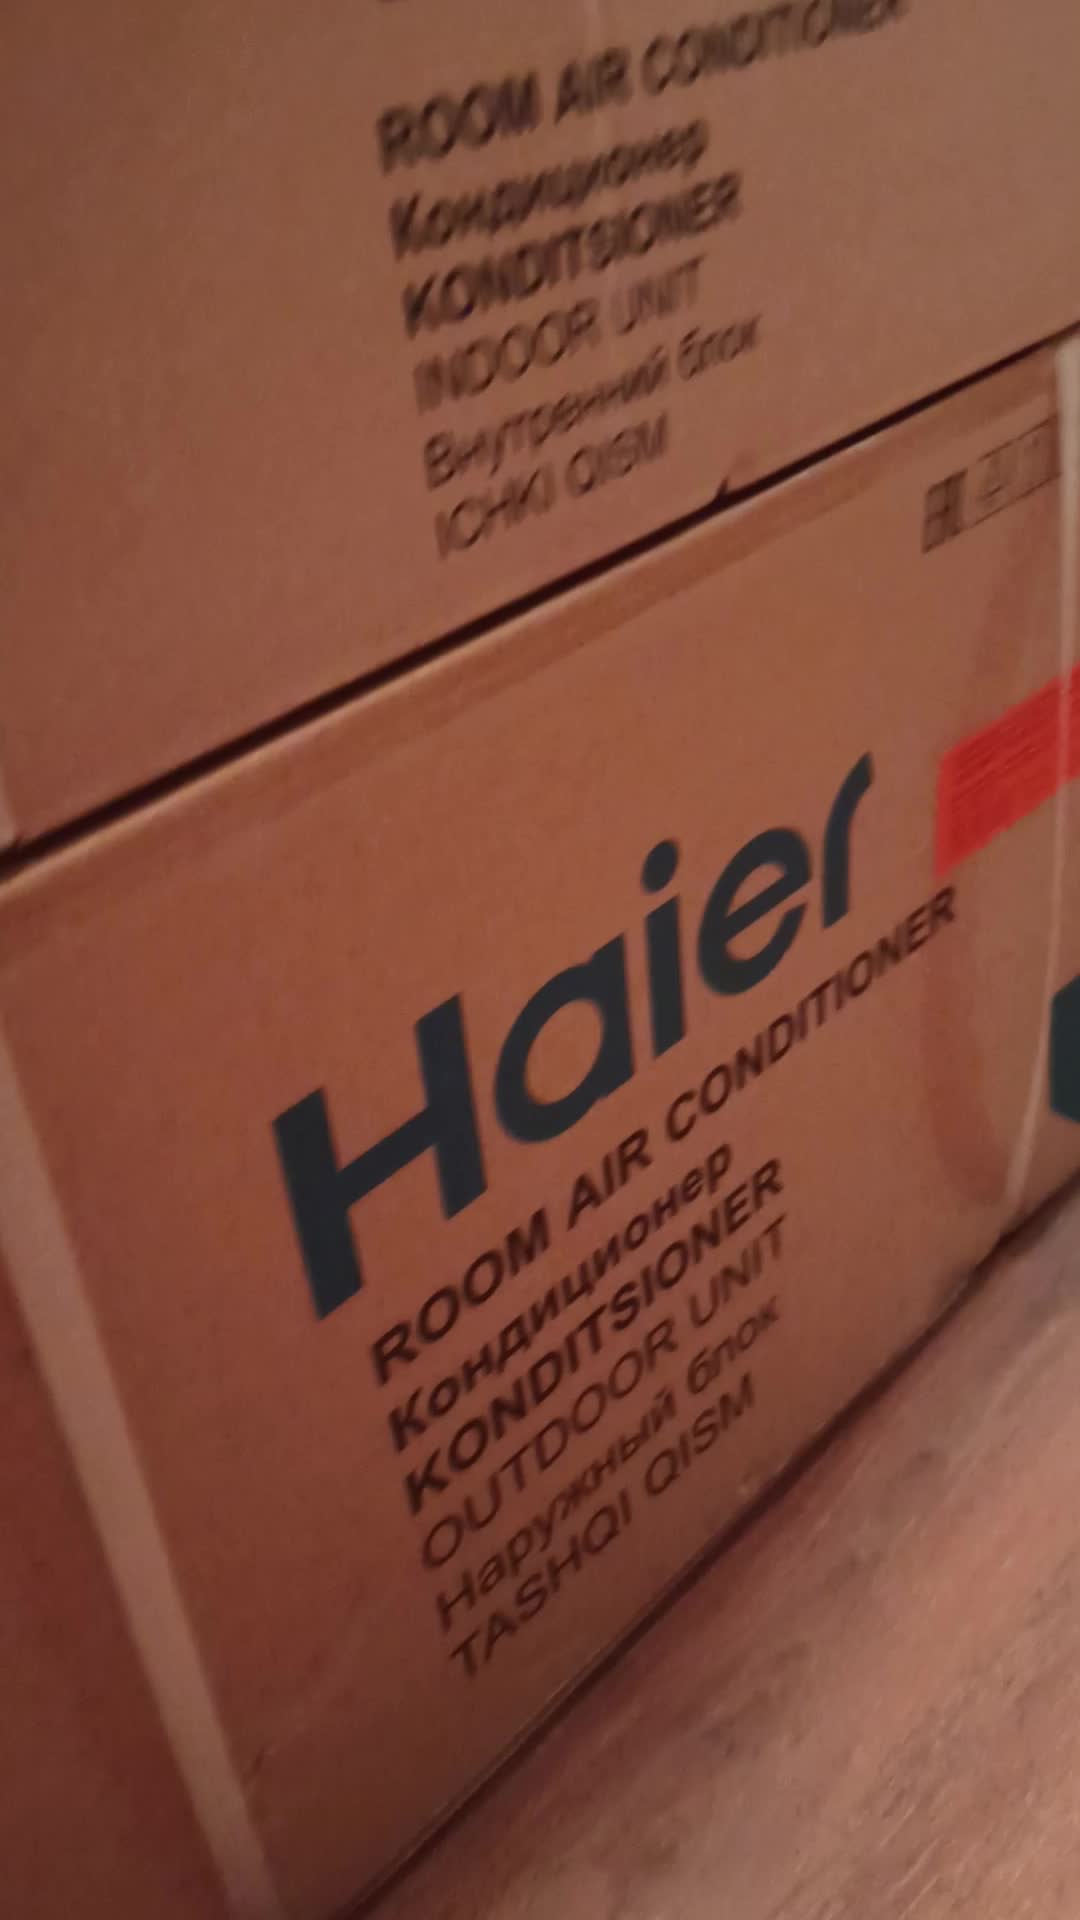 ROOM AIR CONDITIONER
Кондиционер
KONDITSIONER
INDOOR UNIT
Внутренний блок
ICHKI QISM
EAC
Haier
ROOM AIR CONDITIONER
Кондиционер
KONDITSIONER
OUTDOOR UNIT
Наружный блок
TASHQI QISM